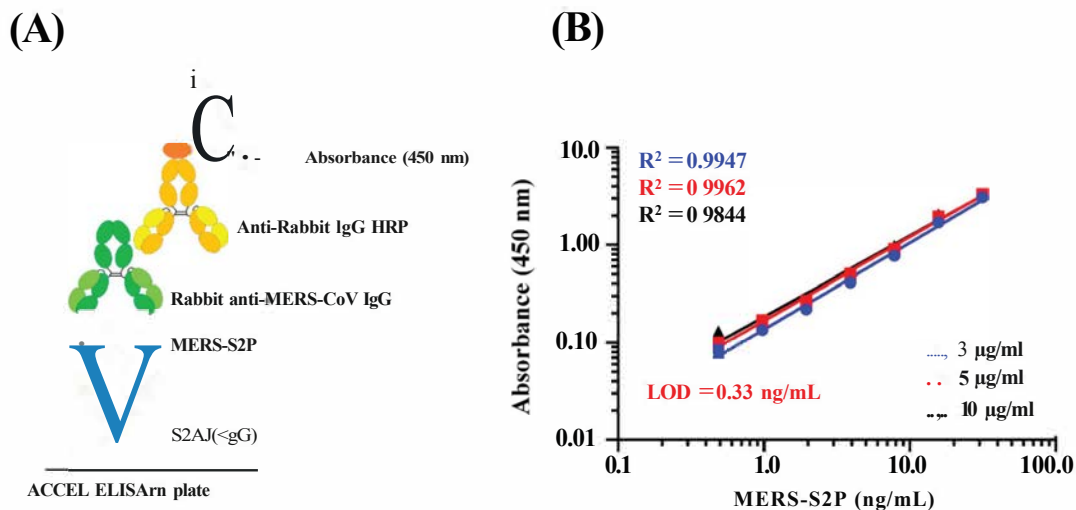 (A)
i
C
Absorbance (450 nm)
Anti-Rabbit IgG HRP
Rabbit anti-MERS-CoV IgG
MERS-S2P
V
S2AJ(<gG)
ACCEL ELISArn plate
(B)
Absorbance (450 nm)
10.0
1.00
0.10
0.01
R² = 0.9947
R² = 0 9962
R² = 0 9844
LOD = 0.33 ng/mL
3 µg/ml
5 µg/ml
10 µg/ml
0.1 1.0 10.0 100.0
MERS-S2P (ng/mL)